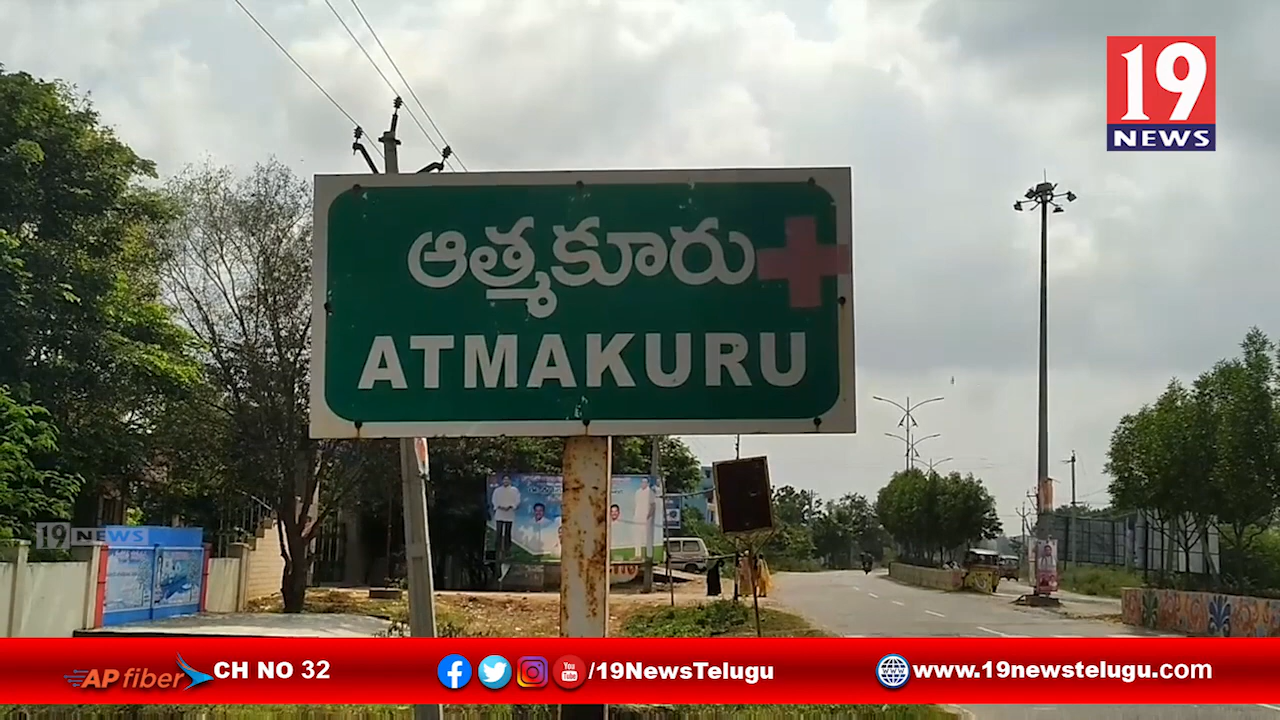 19
NEWS
ఆత్మకూరు
ATMAKURU
19 NEWS
AP fiber CH NO 32
/19NewsTelugu
www.19newstelugu.com